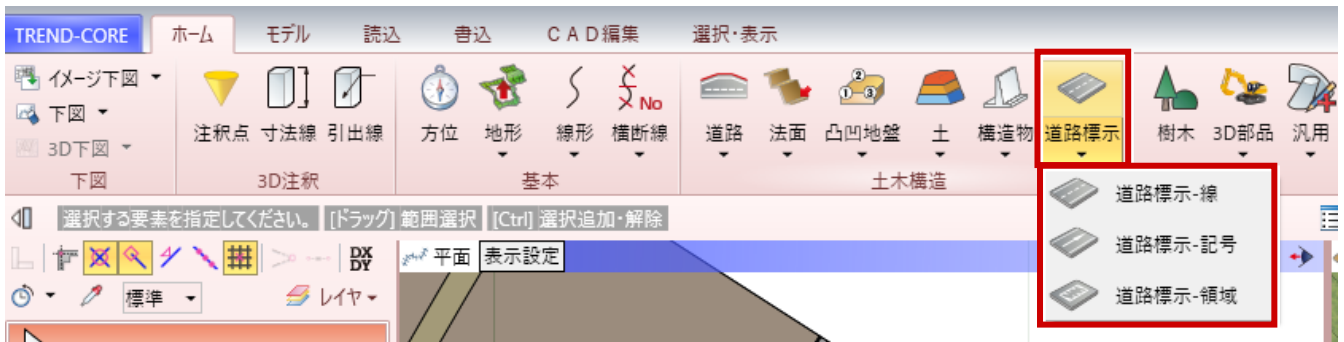 TREND-CORE ホーム モデル 読込 書込 CAD編集 選択・表示
イメージ下図
下図
3D下図
注釈点 寸法線 引出線 方位 地形 線形 横断線 道路 法面 凸凹地盤 土 構造物 道路標示 樹木 3D部品 汎用
No
1 2 3
下図 3D注釈 基本 土木構造
道路標示-線
道路標示-記号
道路標示-領域
選択する要素を指定してください。 [ドラッグ] 範囲選択 [Ctrl] 選択追加・解除
DX
DY
平面 表示設定
標準 レイヤ